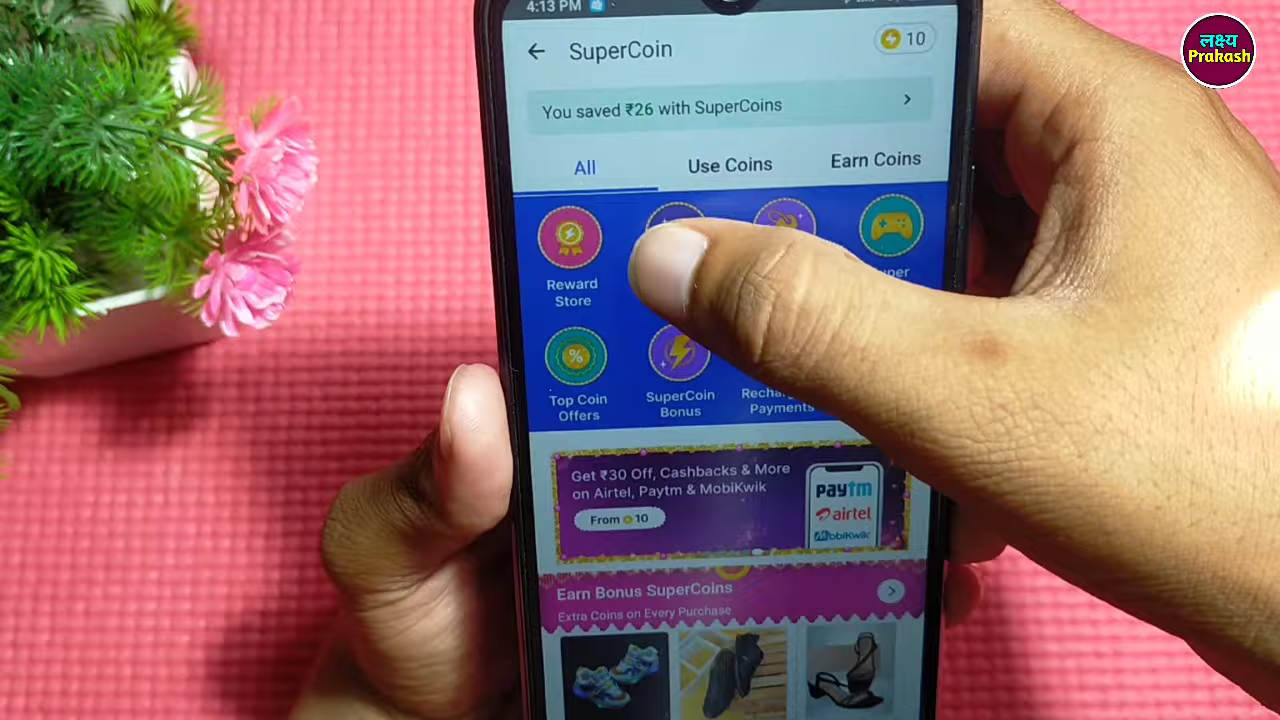 4:13 PM
लक्ष्य
Prakash
SuperCoin
10
You saved ₹26 with SuperCoins
All
Use Coins
Earn Coins
Reward
Store
Top Coin
Offers
SuperCoin
Bonus
Payments
Get ₹30 Off, Cashbacks & More
on Airtel, Paytm & MobiKwik
From 10
paytm
airtel
MobiKwik
Earn Bonus SuperCoins
Extra Coins on Every Purchase